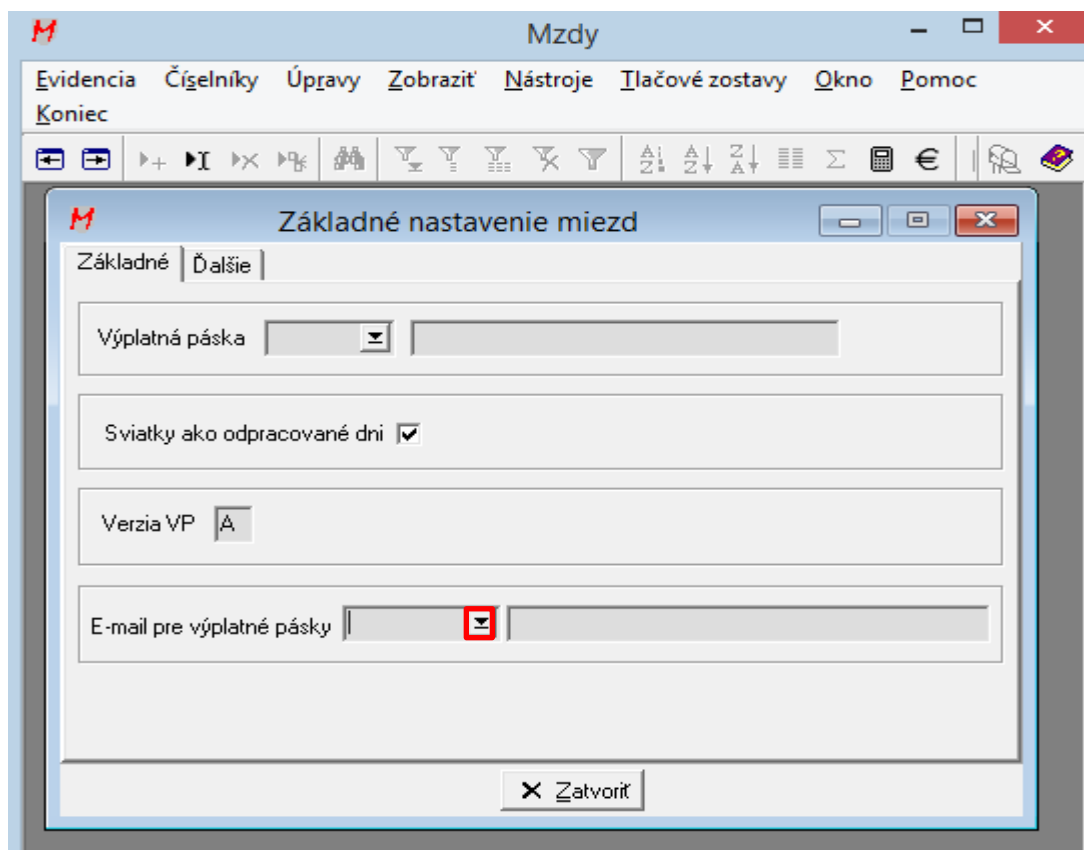 Mzdy
Evidencia Číselníky Úpravy Zobraziť Nástroje Tlačové zostavy Okno Pomoc
Koniec
Základné nastavenie miezd
Základné Ďalšie
Výplatná páska
Sviatky ako odpracované dni
Verzia VP A
E-mail pre výplatné pásky
Zatvoriť